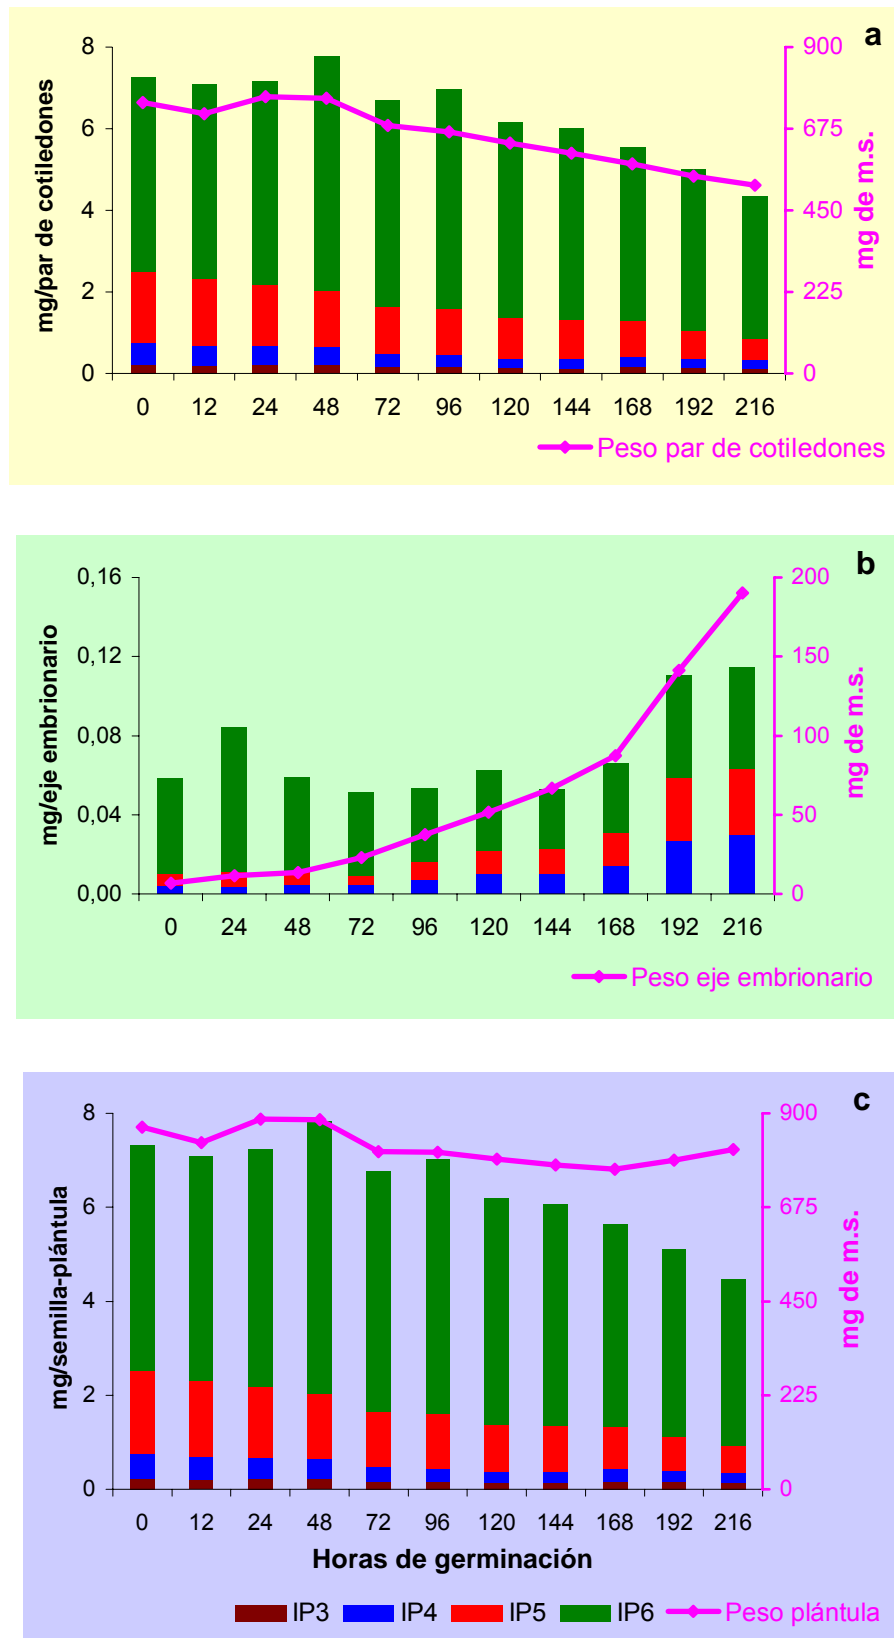 a
8
6
4
2
0
mg/par de cotiledones
900
675
450
225
0
mg de m.s.
0 12 24 48 72 96 120 144 168 192 216
Peso par de cotiledones
b
0,16
0,12
0,08
0,04
0,00
mg/eje embrionario
200
150
100
50
0
mg de m.s.
0 24 48 72 96 120 144 168 192 216
Peso eje embrionario
c
8
6
4
2
0
mg/semilla-plántula
900
675
450
225
0
mg de m.s.
0 12 24 48 72 96 120 144 168 192 216
Horas de germinación
IP3 IP4 IP5 IP6 Peso plántula